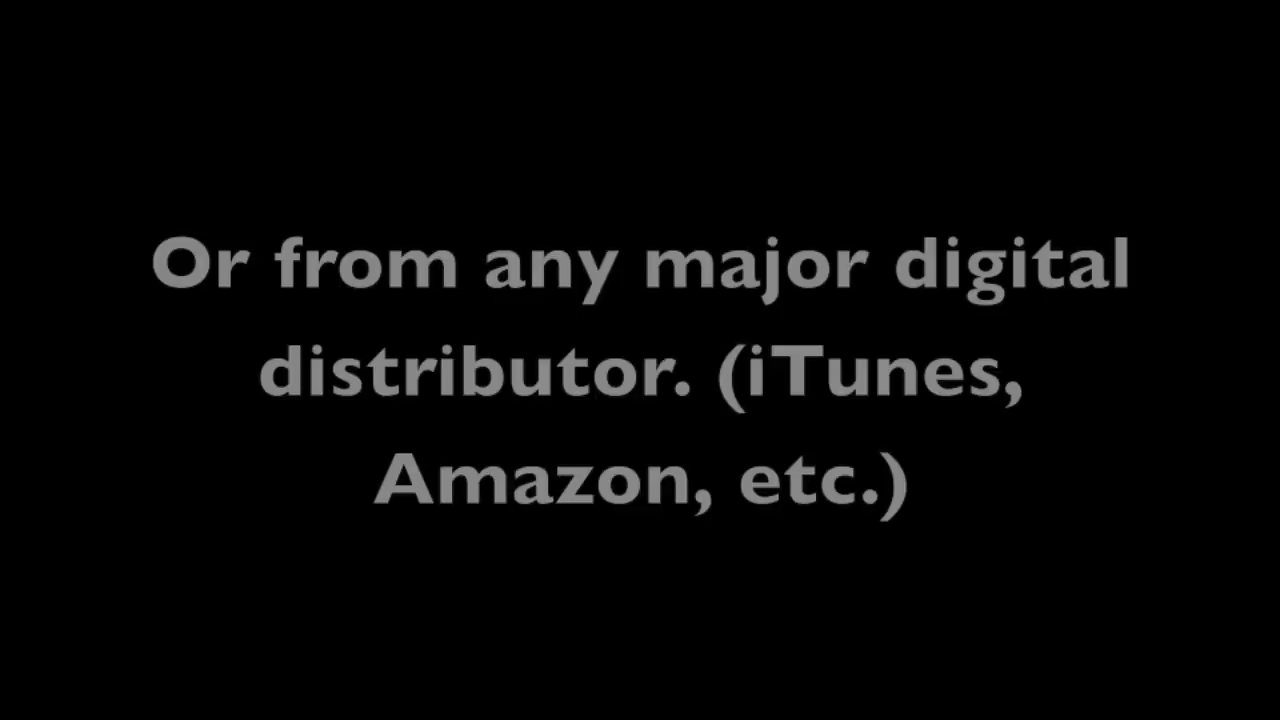 Or from any major digital
distributor. (iTunes,
Amazon, etc.)